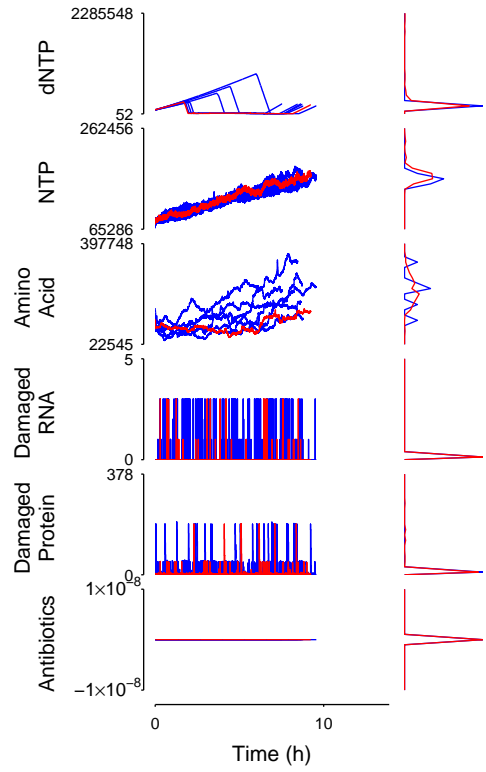 2285548
dNTP
52
262456
NTP
65286
397748
Amino
Acid
22545
5
Damaged
RNA
0
378
Damaged
Protein
0
1×10⁻⁸
Antibiotics
−1×10⁻⁸
0 10
Time (h)